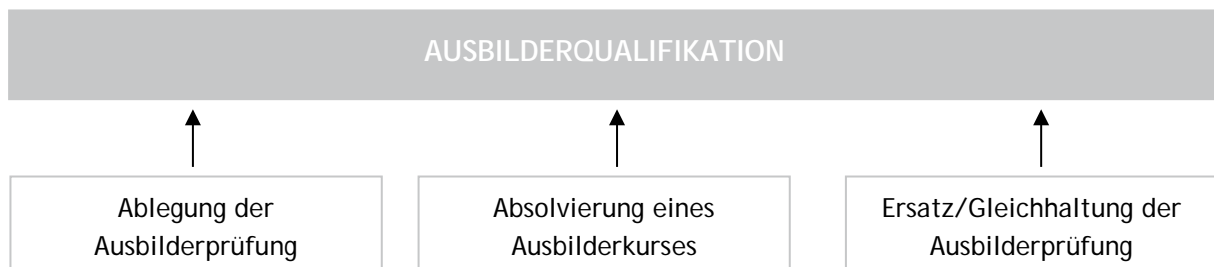 AUSBILDERQUALIFIKATION
Ablegung der
Ausbilderprüfung
Absolvierung eines
Ausbilderkurses
Ersatz/Gleichhaltung der
Ausbilderprüfung